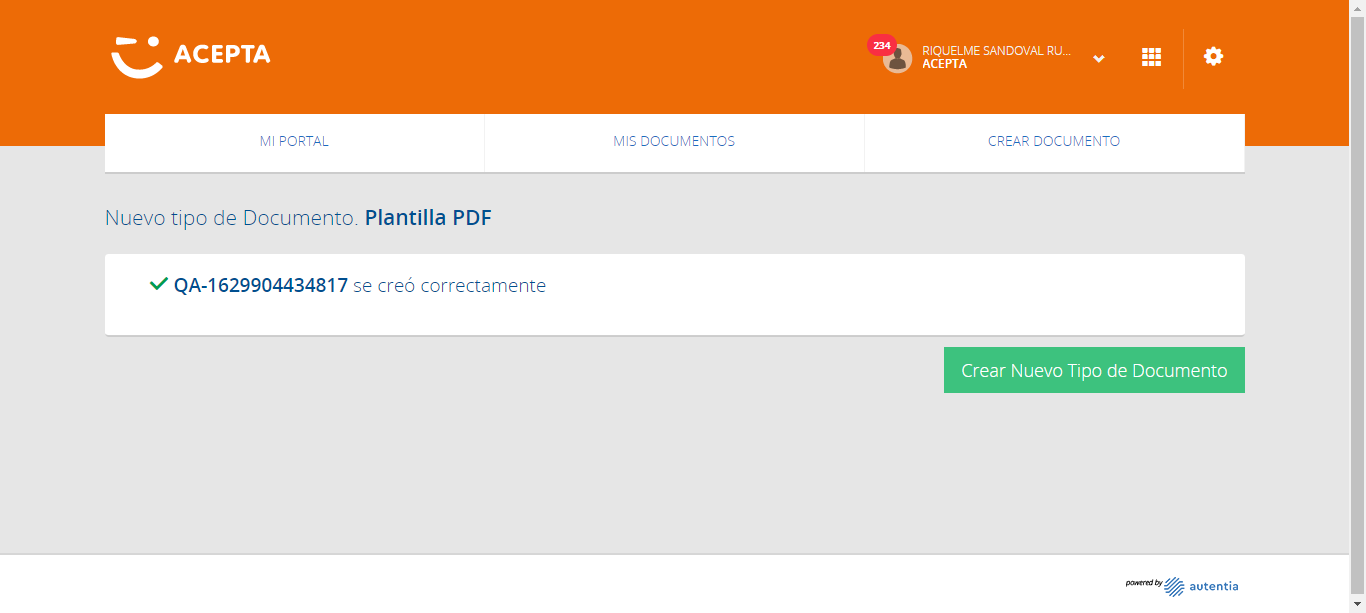 ACEPTA
234
RIQUELME SANDOVAL RU...
ACEPTA
MI PORTAL
MIS DOCUMENTOS
CREAR DOCUMENTO
Nuevo tipo de Documento. Plantilla PDF
QA-1629904434817 se creó correctamente
Crear Nuevo Tipo de Documento
powered by autentia